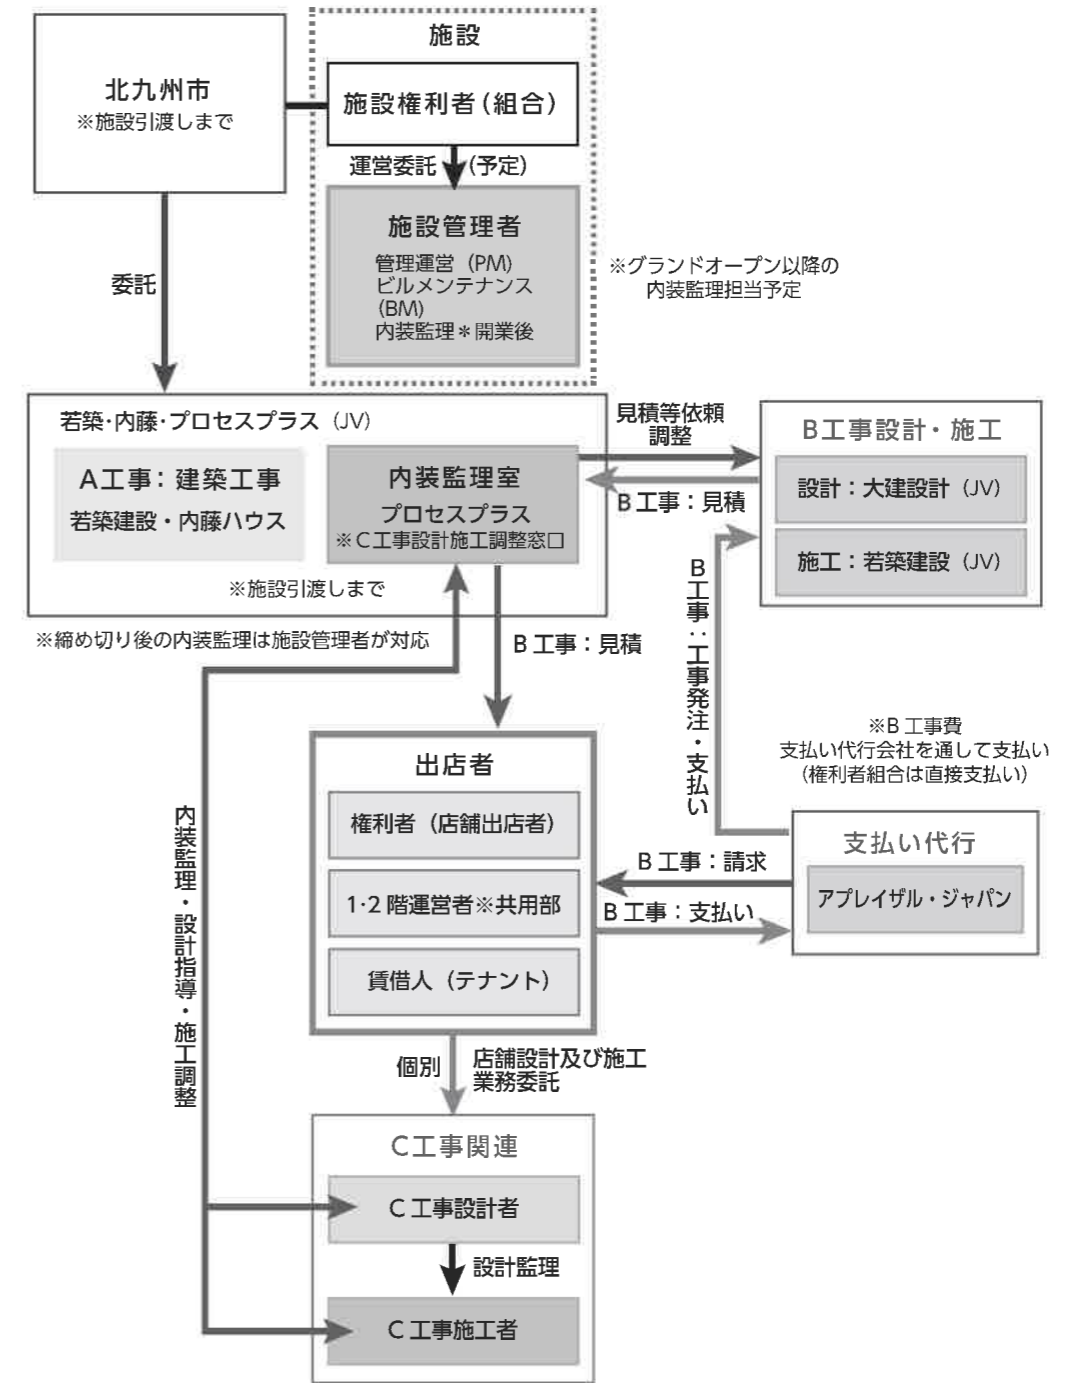 北九州市
※施設引渡しまで
施設
施設権利者（組合）
運営委託 （予定）
施設管理者
管理運営（PM）
ビルメンテナンス
（BM）
内装監理＊開業後
※グランドオープン以降の
内装監理担当予定
委託
若築・内藤・プロセスプラス（JV）
A工事：建築工事
若築建設・内藤ハウス
内装監理室
プロセスプラス
※C工事設計施工調整窓口
※施設引渡しまで
※締め切り後の内装監理は施設管理者が対応
見積等依頼
調整
B工事：見積
B工事設計・施工
設計：大建設計（JV）
施工：若築建設（JV）
B工事：見積
B工事：工事発注・支払い
※B工事費
支払い代行会社を通して支払い
（権利者組合は直接支払い）
出店者
権利者（店舗出店者）
1・2階運営者※共用部
賃借人（テナント）
B工事：請求
B工事：支払い
支払い代行
アプレイザル・ジャパン
内装監理・設計指導・施工調整
個別
店舗設計及び施工
業務委託
C工事関連
C工事設計者
設計監理
C工事施工者